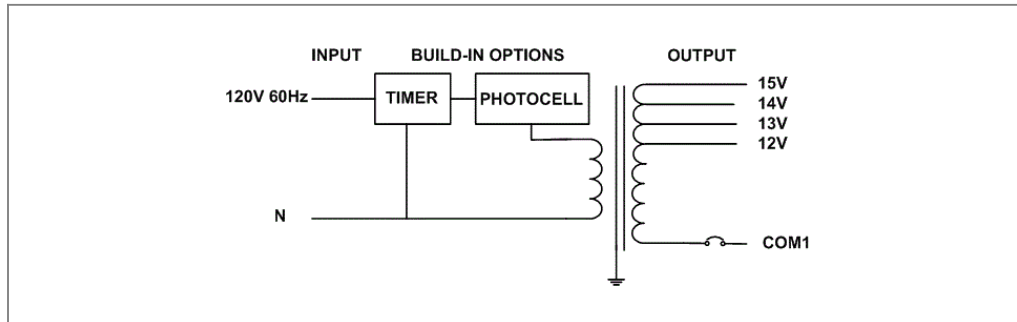 INPUT BUILD-IN OPTIONS OUTPUT
120V 60Hz TIMER PHOTOCELL 15V
14V
13V
12V
N
COM1